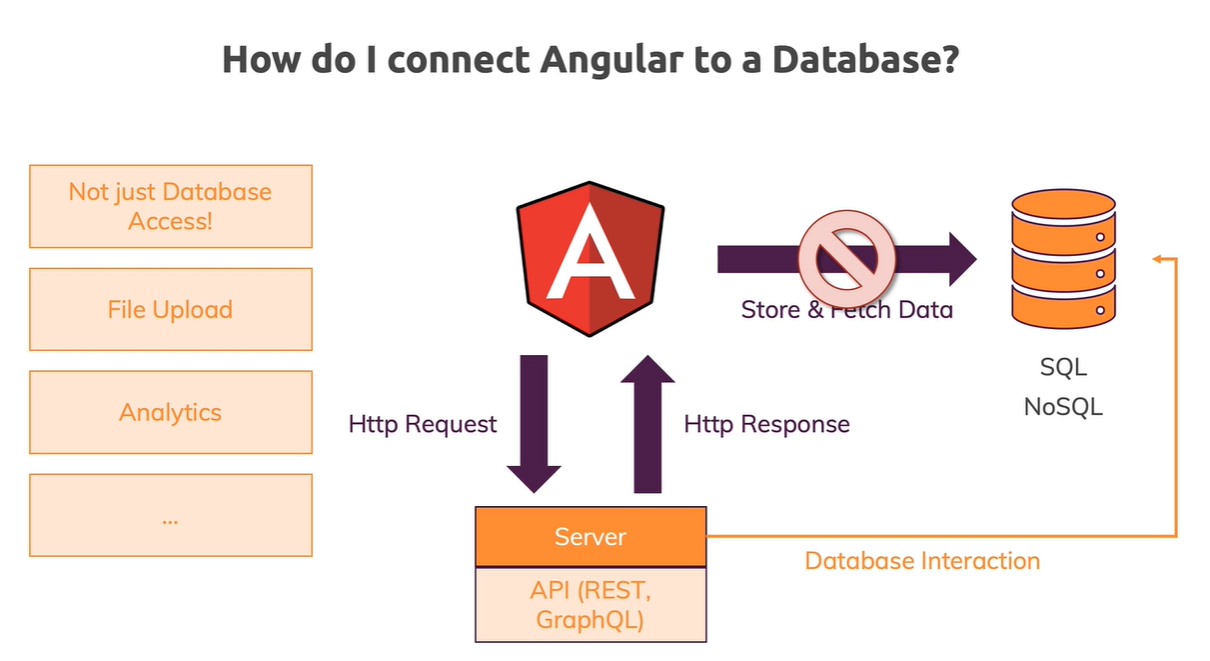 How do I connect Angular to a Database?
Not just Database
Access!
File Upload
Analytics
...
A
Store & Fetch Data
SQL
NoSQL
Http Request
Http Response
Server
API (REST,
GraphQL)
Database Interaction